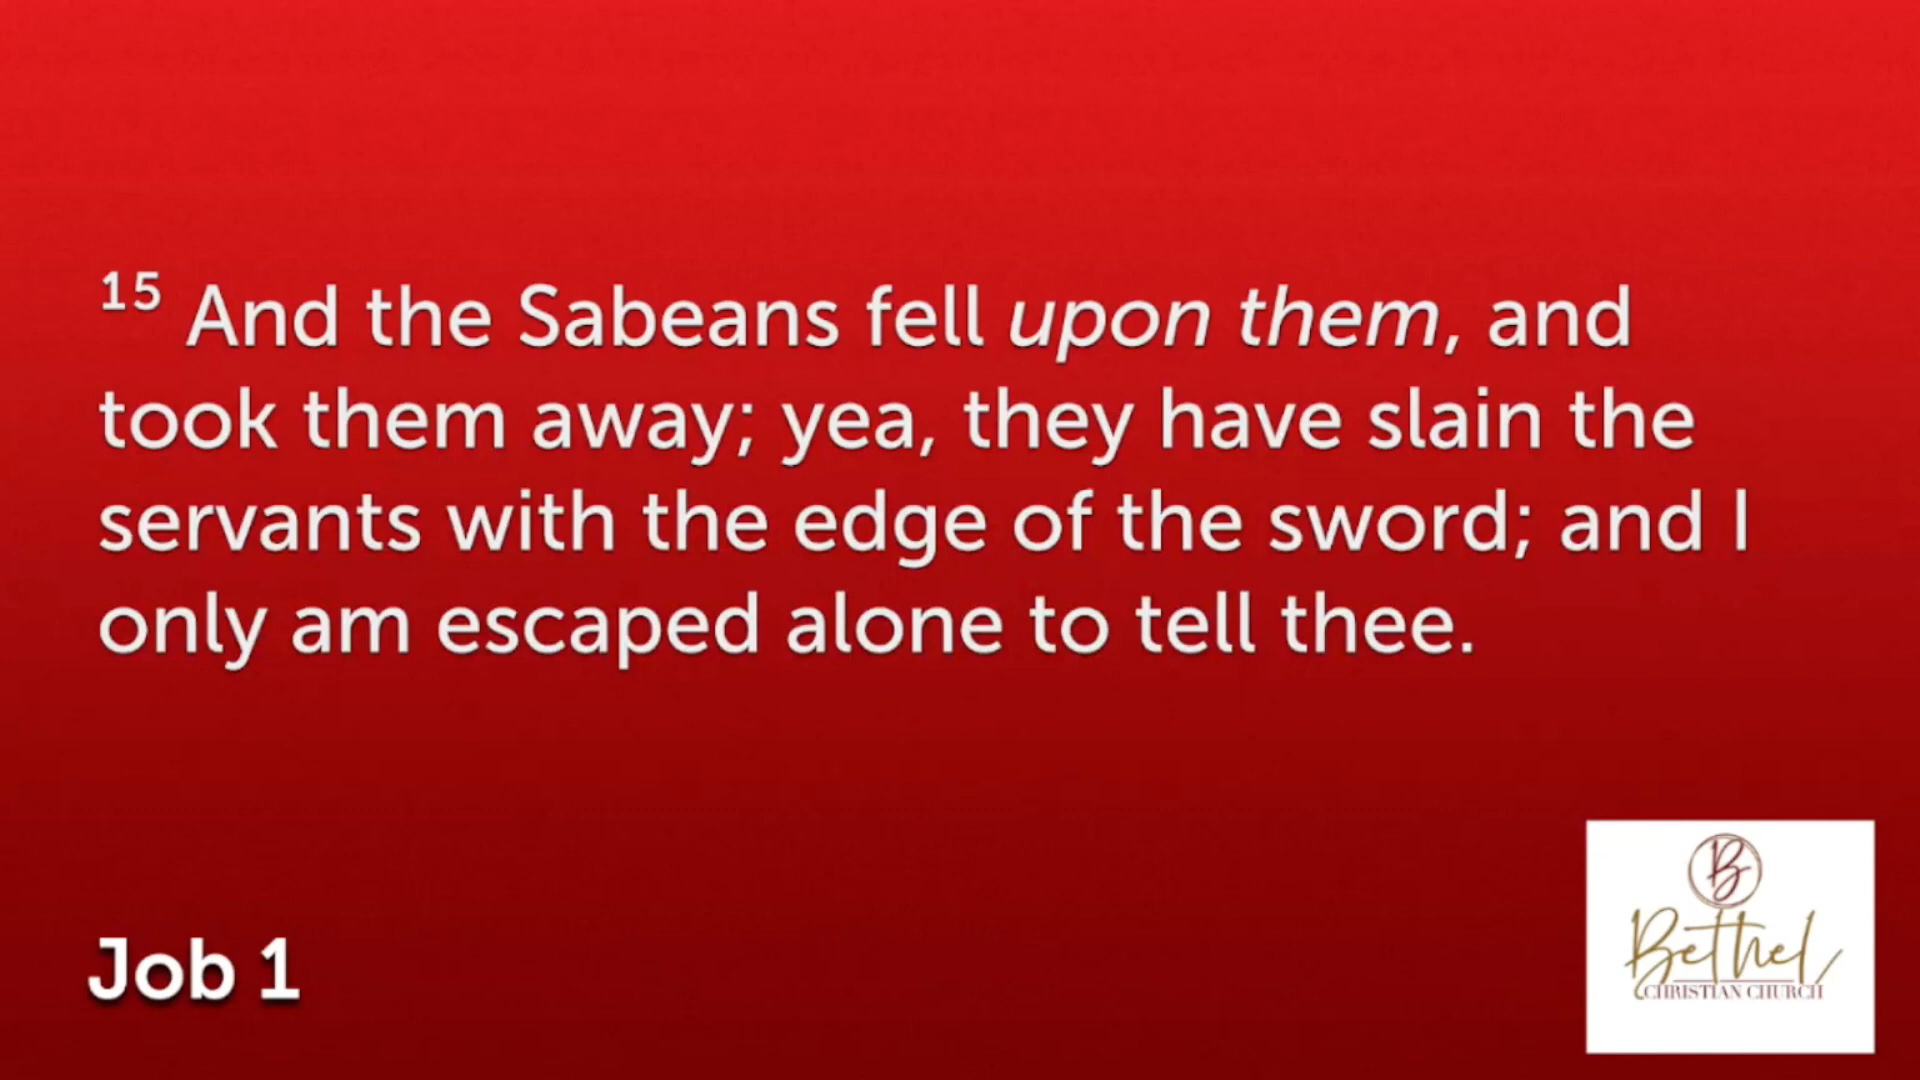 15 And the Sabeans fell upon them, and
took them away; yea, they have slain the
servants with the edge of the sword; and I
only am escaped alone to tell thee.
Job 1
B
Bethel
CHRISTIAN CHURCH